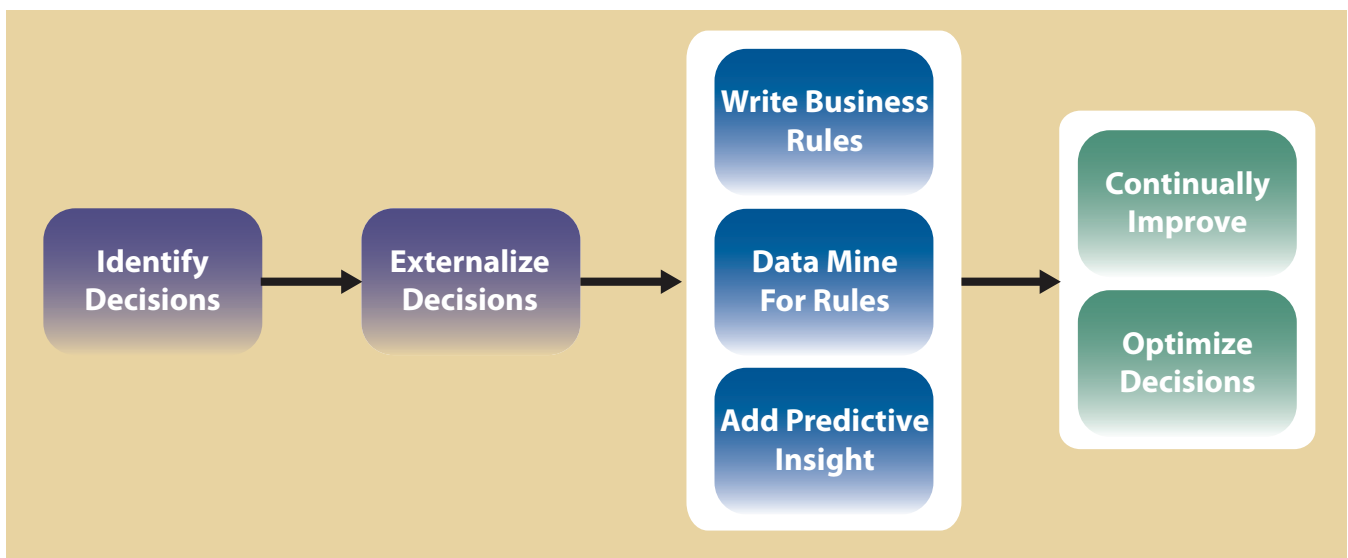 Identify
Decisions
Externalize
Decisions
Write Business
Rules
Data Mine
For Rules
Add Predictive
Insight
Continually
Improve
Optimize
Decisions